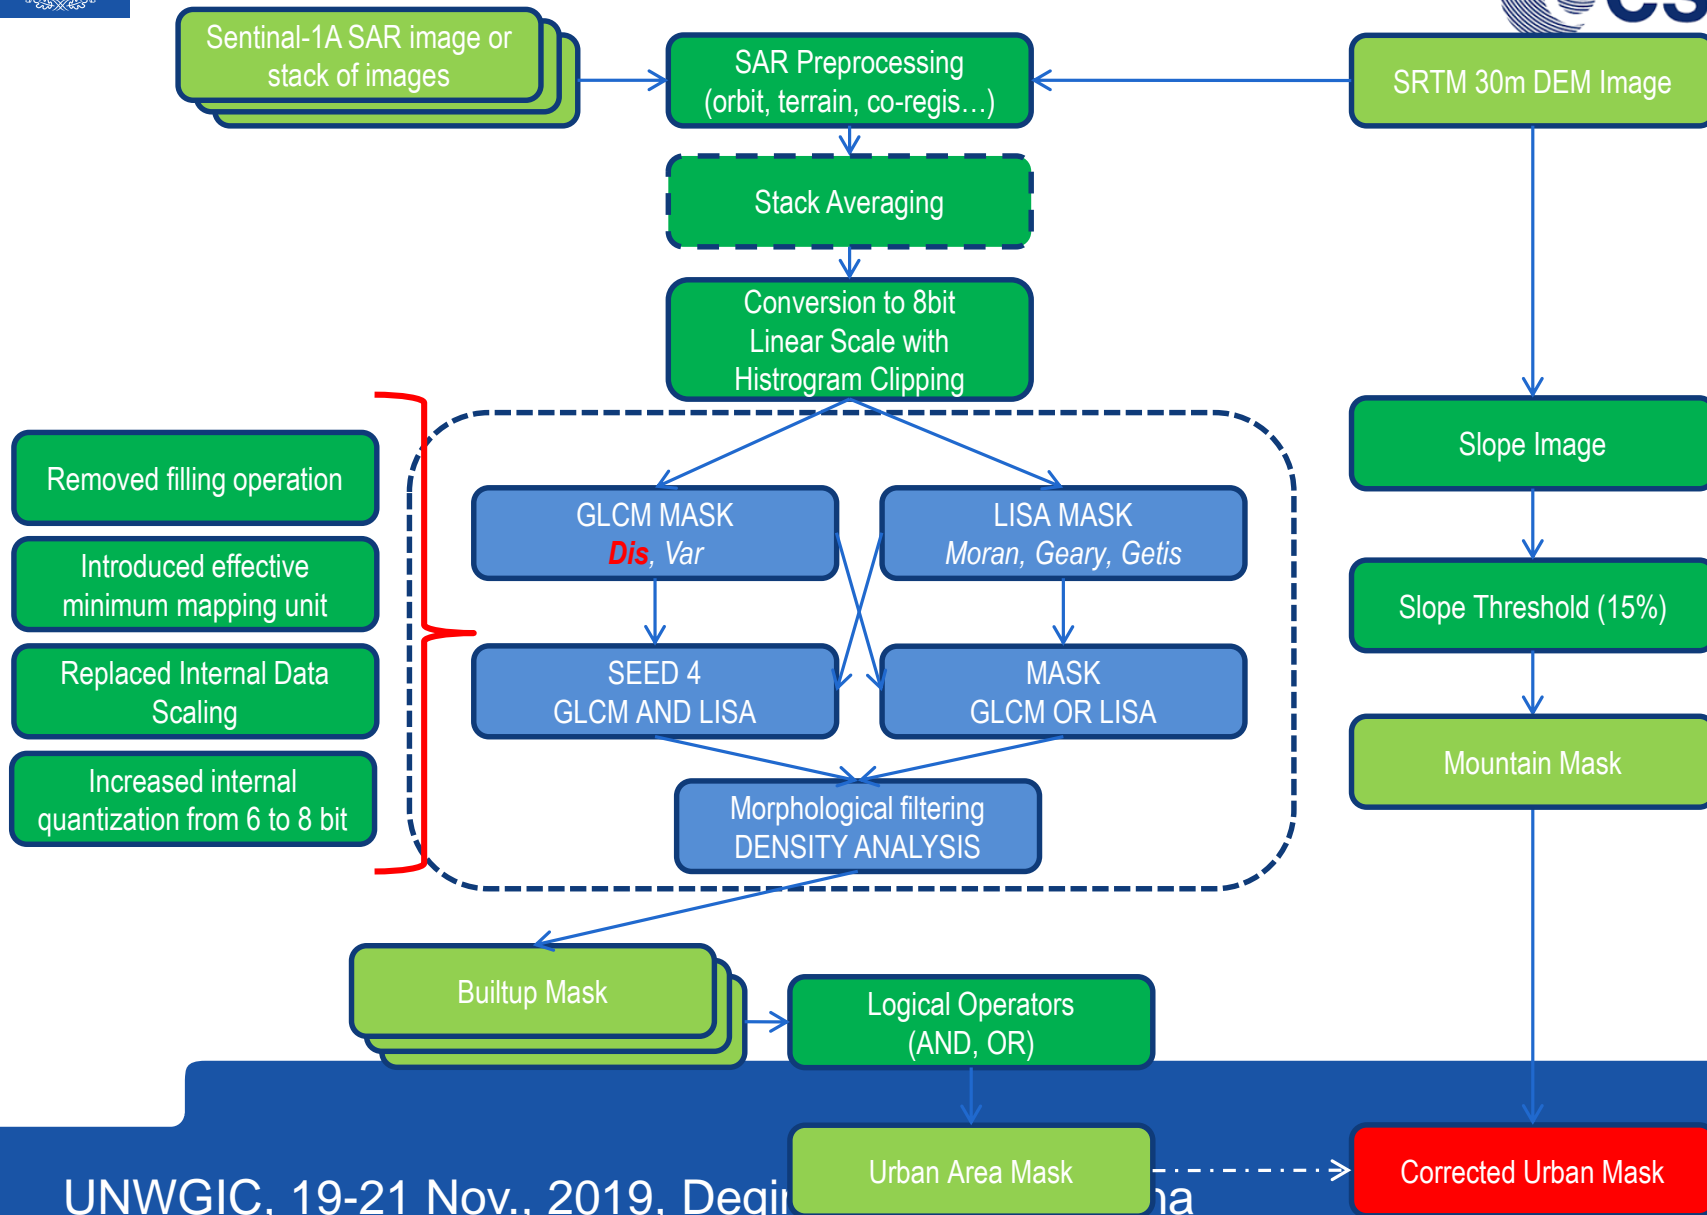 Sentinal-1A SAR image or
stack of images
SAR Preprocessing
(orbit, terrain, co-regis…)
SRTM 30m DEM Image
Stack Averaging
Conversion to 8bit
Linear Scale with
Histrogram Clipping
Removed filling operation
Introduced effective
minimum mapping unit
Replaced Internal Data
Scaling
Increased internal
quantization from 6 to 8 bit
GLCM MASK
Dis, Var
LISA MASK
Moran, Geary, Getis
SEED 4
GLCM AND LISA
MASK
GLCM OR LISA
Morphological filtering
DENSITY ANALYSIS
Slope Image
Slope Threshold (15%)
Mountain Mask
Builtup Mask
Logical Operators
(AND, OR)
Urban Area Mask
Corrected Urban Mask
UNWGIC, 19-21 Nov., 2019,